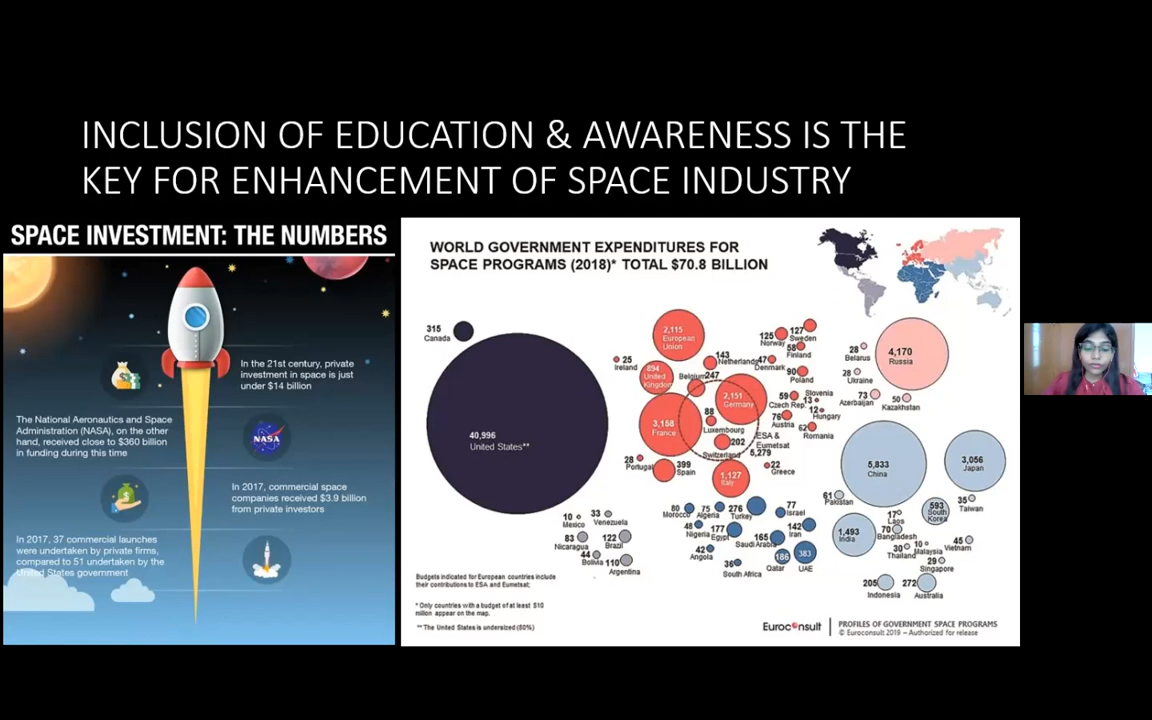 INCLUSION OF EDUCATION & AWARENESS IS THE
KEY FOR ENHANCEMENT OF SPACE INDUSTRY
SPACE INVESTMENT: THE NUMBERS
In the 21st century, private
investment in space is just
under $14 billion
The National Aeronautics and Space
Administration (NASA), on the other
hand, received close to $360 billion
in funding during this time
NASA
In 2017, commercial space
companies received $3.9 billion
from private investors
In 2017, 37 commercial launches
were undertaken by private firms,
compared to 51 undertaken by the
United States government
WORLD GOVERNMENT EXPENDITURES FOR
SPACE PROGRAMS (2018)* TOTAL $70.8 BILLION
315
Canada
40,996
United States**
2,115
European
Union
25
Ireland
894
United
Kingdom
143
Netherlands
Belgium 247
125
Norway
127
Sweden
58
Finland
47
Denmark
90
Poland
2,151
Germany
3,158
France
88
Luxembourg
202
Switzerland
59
Czech Rep.
Slovenia
13
12
Hungary
76
Austria
62
Romania
ESA &
Eumetsat
5,279
28
Portugal
399
Spain
1,127
Italy
22
Greece
28
Belarus
4,170
Russia
28
Ukraine
73
Azerbaijan
50
Kazakhstan
5,833
China
3,056
Japan
61
Pakistan
593
South
Korea
35
Taiwan
1,493
India
17
Laos
70
Bangladesh
30
Thailand
10
Malaysia
45
Vietnam
29
Singapore
205
Indonesia
272
Australia
10
Mexico
33
Venezuela
83
Nicaragua
122
Brazil
44
Bolivia
110
Argentina
80
Morocco
75
Algeria
276
Turkey
77
Israel
48
Nigeria
177
Egypt
165
Saudi Arabia
142
Iran
42
Angola
36
South Africa
186
Qatar
383
UAE
Budgets indicated for European countries include
their contributions to ESA and Eumetsat;
* Only countries with a budget of at least $10
million appear on the map.
** The United States is undersized (80%)
Euroconsult
PROFILES OF GOVERNMENT SPACE PROGRAMS
© Euroconsult 2019 – Authorized for release